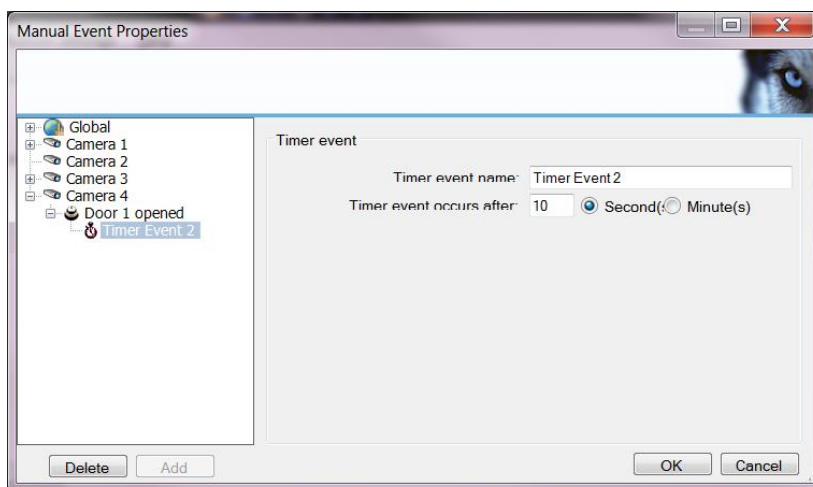 Manual Event Properties
Global
Camera 1
Camera 2
Camera 3
Camera 4
Door 1 opened
Timer Event 2
Timer event
Timer event name: Timer Event 2
Timer event occurs after: 10 Second(s Minute(s)
Delete Add
OK Cancel